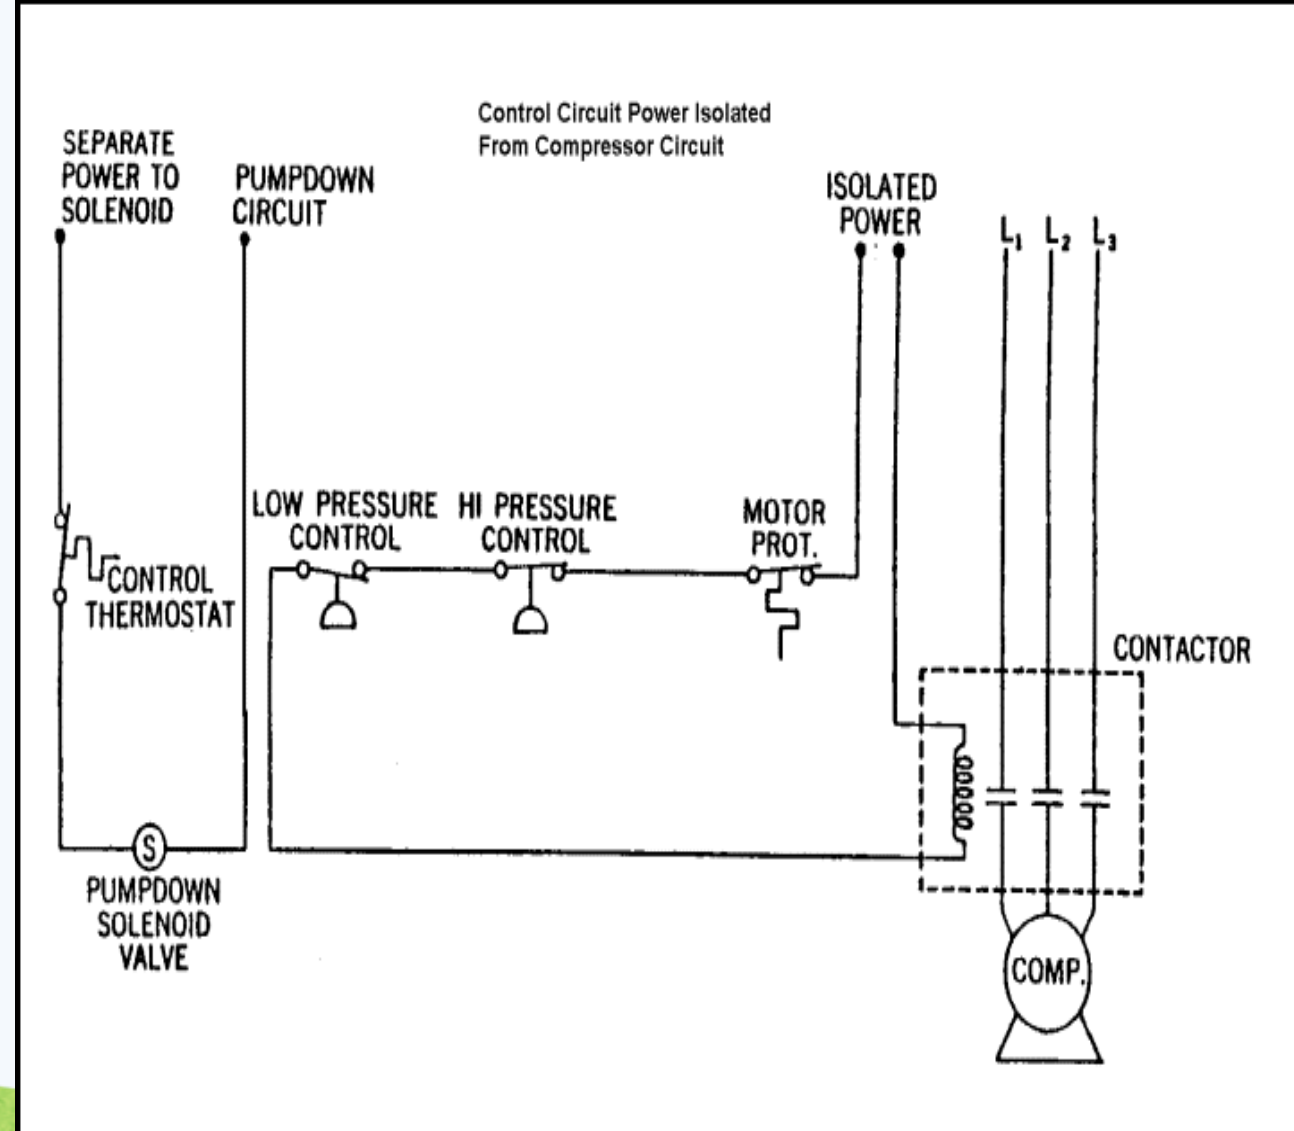 Control Circuit Power Isolated
From Compressor Circuit
SEPARATE
POWER TO
SOLENOID
PUMPDOWN
CIRCUIT
ISOLATED
POWER
L1 L2 L3
LOW PRESSURE
CONTROL
HI PRESSURE
CONTROL
MOTOR
PROT.
CONTROL
THERMOSTAT
CONTACTOR
S
PUMPDOWN
SOLENOID
VALVE
COMP.